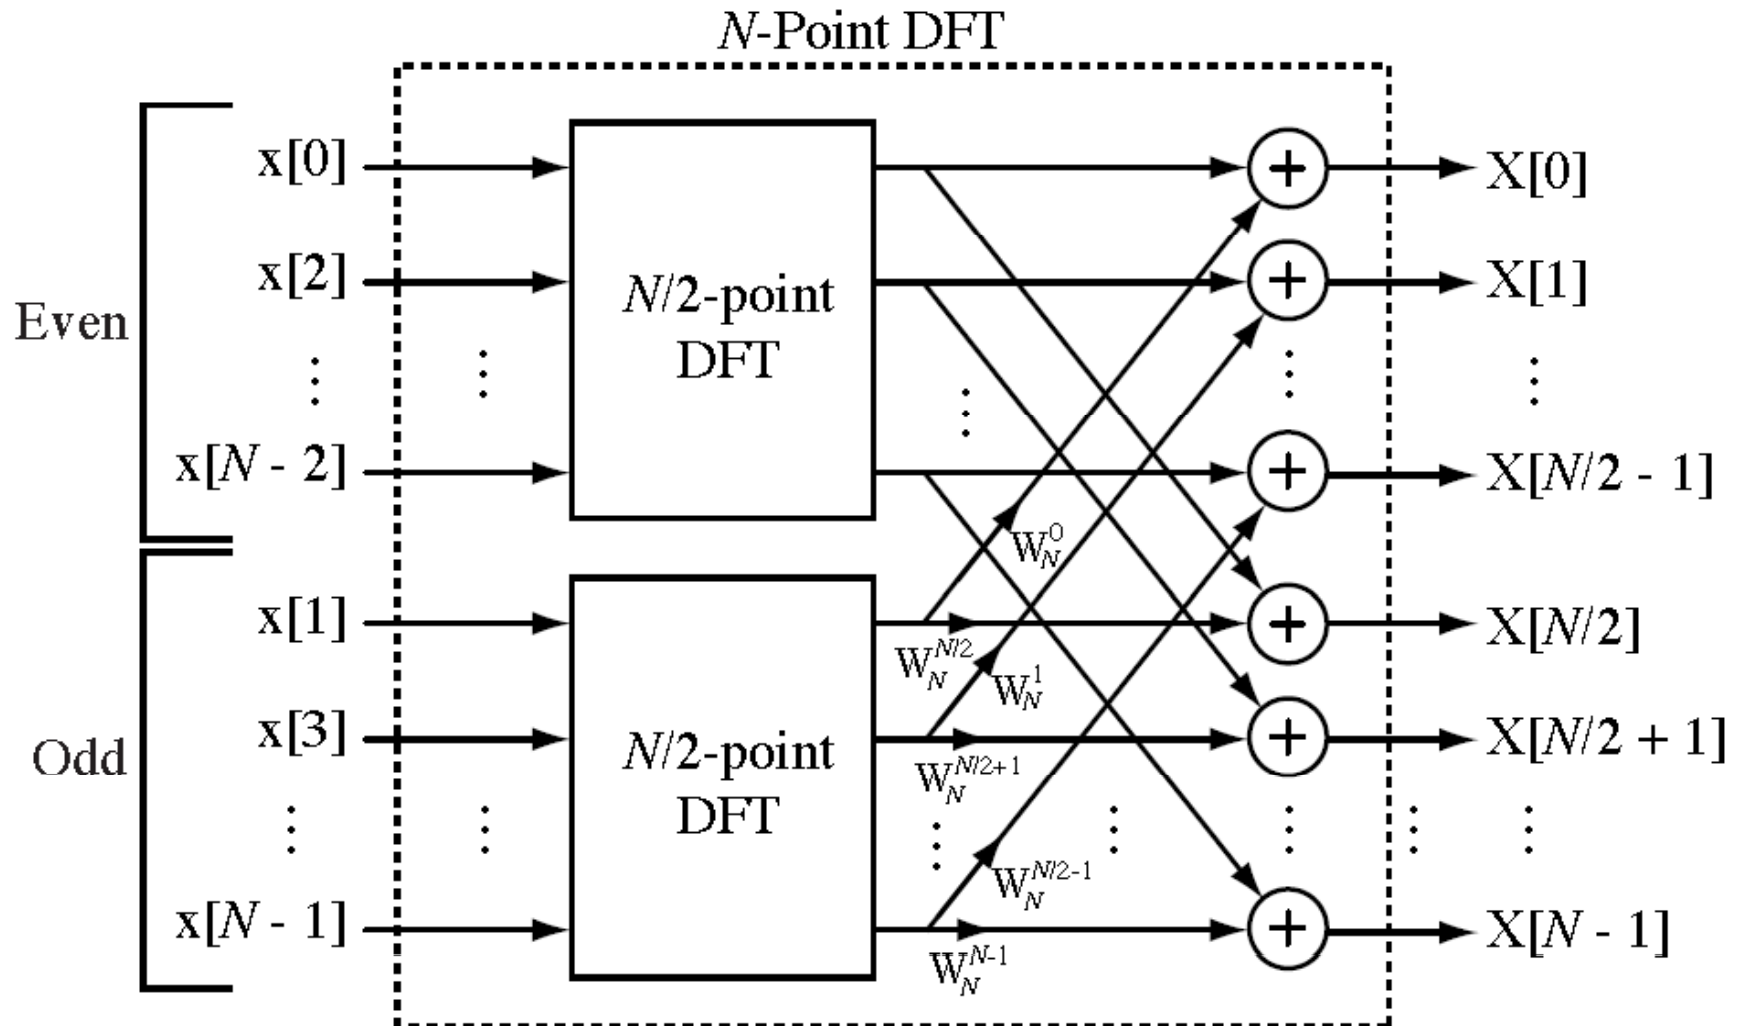 N-Point DFT
Even
x[0]
x[2]
x[N - 2]
N/2-point
DFT
X[0]
X[1]
X[N/2 - 1]
Odd
x[1]
x[3]
x[N - 1]
N/2-point
DFT
W_N^0
W_N^{N/2}
W_N^1
W_N^{N/2+1}
W_N^{N/2-1}
W_N^{N-1}
X[N/2]
X[N/2 + 1]
X[N - 1]